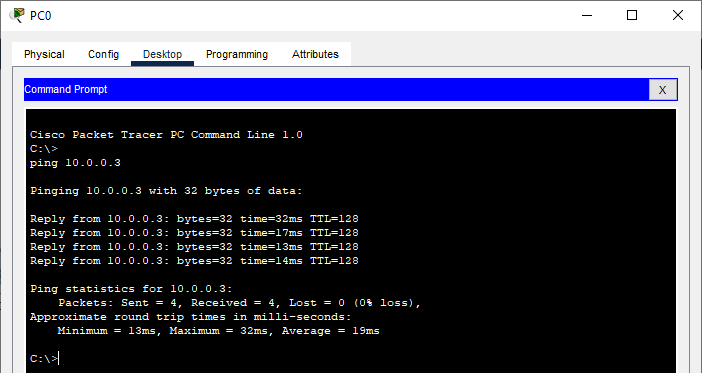 PC0
Physical Config Desktop Programming Attributes
Command Prompt X
Cisco Packet Tracer PC Command Line 1.0
C:\>
ping 10.0.0.3
Pinging 10.0.0.3 with 32 bytes of data:
Reply from 10.0.0.3: bytes=32 time=32ms TTL=128
Reply from 10.0.0.3: bytes=32 time=17ms TTL=128
Reply from 10.0.0.3: bytes=32 time=13ms TTL=128
Reply from 10.0.0.3: bytes=32 time=14ms TTL=128
Ping statistics for 10.0.0.3:
Packets: Sent = 4, Received = 4, Lost = 0 (0% loss),
Approximate round trip times in milli-seconds:
Minimum = 13ms, Maximum = 32ms, Average = 19ms
C:\>